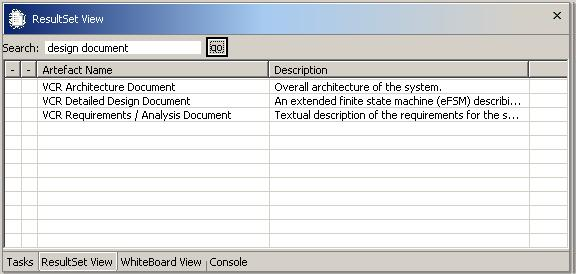 ResultSet View
Search: design document go
- - Artefact Name Description
VCR Architecture Document Overall architecture of the system.
VCR Detailed Design Document An extended finite state machine (eFSM) describi...
VCR Requirements / Analysis Document Textual description of the requirements for the s...
Tasks ResultSet View WhiteBoard View Console